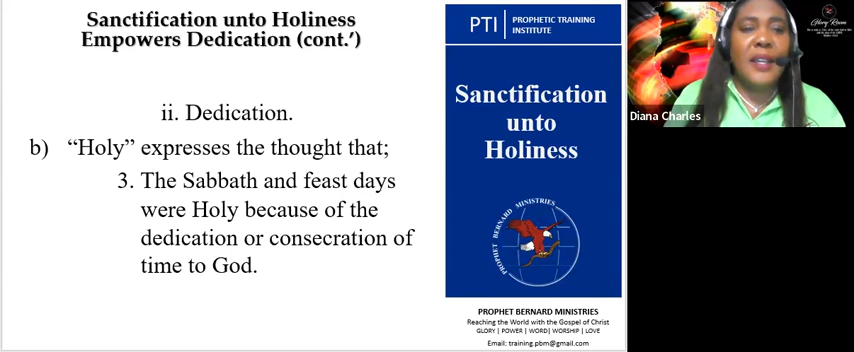 Sanctification unto Holiness
Empowers Dedication (cont.’)
ii. Dedication.
b) “Holy” expresses the thought that;
3. The Sabbath and feast days
were Holy because of the
dedication or consecration of
time to God.
PTI
PROPHETIC TRAINING
INSTITUTE
Sanctification
unto
Holiness
PROPHET BERNARD MINISTRIES
PROPHET BERNARD MINISTRIES
Reaching the World with the Gospel of Christ
GLORY | POWER | WORD| WORSHIP | LOVE
Email: training.pbm@gmail.com
Diana Charles
Glory Room